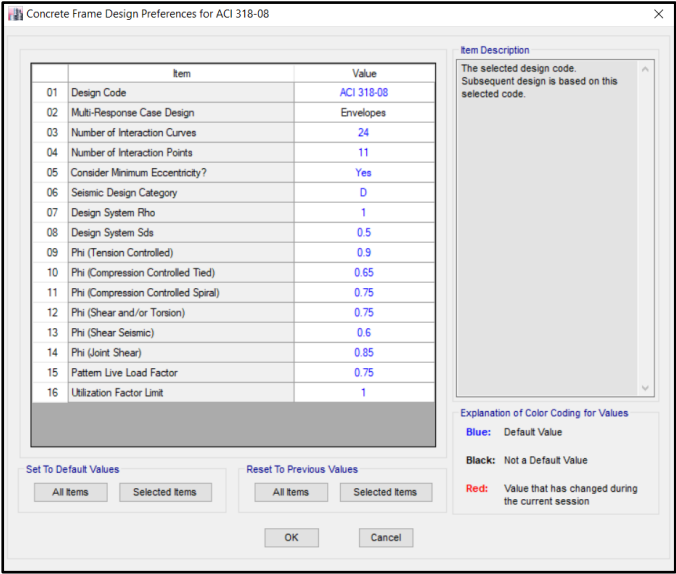 Concrete Frame Design Preferences for ACI 318-08
Item Value
01 Design Code ACI 318-08
02 Multi-Response Case Design Envelopes
03 Number of Interaction Curves 24
04 Number of Interaction Points 11
05 Consider Minimum Eccentricity? Yes
06 Seismic Design Category D
07 Design System Rho 1
08 Design System Sds 0.5
09 Phi (Tension Controlled) 0.9
10 Phi (Compression Controlled Tied) 0.65
11 Phi (Compression Controlled Spiral) 0.75
12 Phi (Shear and/or Torsion) 0.75
13 Phi (Shear Seismic) 0.6
14 Phi (Joint Shear) 0.85
15 Pattern Live Load Factor 0.75
16 Utilization Factor Limit 1
Set To Default Values
All Items Selected Items
Reset To Previous Values
All Items Selected Items
OK Cancel
Item Description
The selected design code.
Subsequent design is based on this
selected code.
Explanation of Color Coding for Values
Blue: Default Value
Black: Not a Default Value
Red: Value that has changed during
the current session